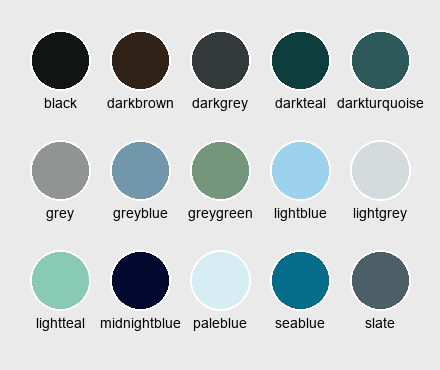 black darkbrown darkgrey darkteal darkturquoise
grey greyblue greygreen lightblue lightgrey
lightteal midnightblue paleblue seablue slate